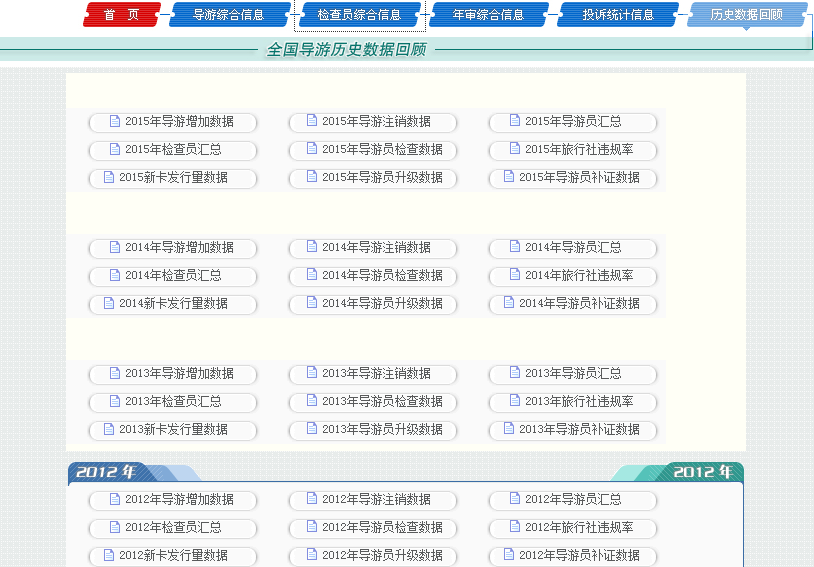 首 页 导游综合信息 检查员综合信息 年审综合信息 投诉统计信息 历史数据回顾
全国导游历史数据回顾
2015年导游增加数据 2015年导游注销数据 2015年导游员汇总
2015年检查员汇总 2015年导游员检查数据 2015年旅行社违规率
2015新卡发行量数据 2015年导游员升级数据 2015年导游员补证数据
2014年导游增加数据 2014年导游注销数据 2014年导游员汇总
2014年检查员汇总 2014年导游员检查数据 2014年旅行社违规率
2014新卡发行量数据 2014年导游员升级数据 2014年导游员补证数据
2013年导游增加数据 2013年导游注销数据 2013年导游员汇总
2013年检查员汇总 2013年导游员检查数据 2013年旅行社违规率
2013新卡发行量数据 2013年导游员升级数据 2013年导游员补证数据
2012 年 2012 年
2012年导游增加数据 2012年导游注销数据 2012年导游员汇总
2012年检查员汇总 2012年导游员检查数据 2012年旅行社违规率
2012新卡发行量数据 2012年导游员升级数据 2012年导游员补证数据